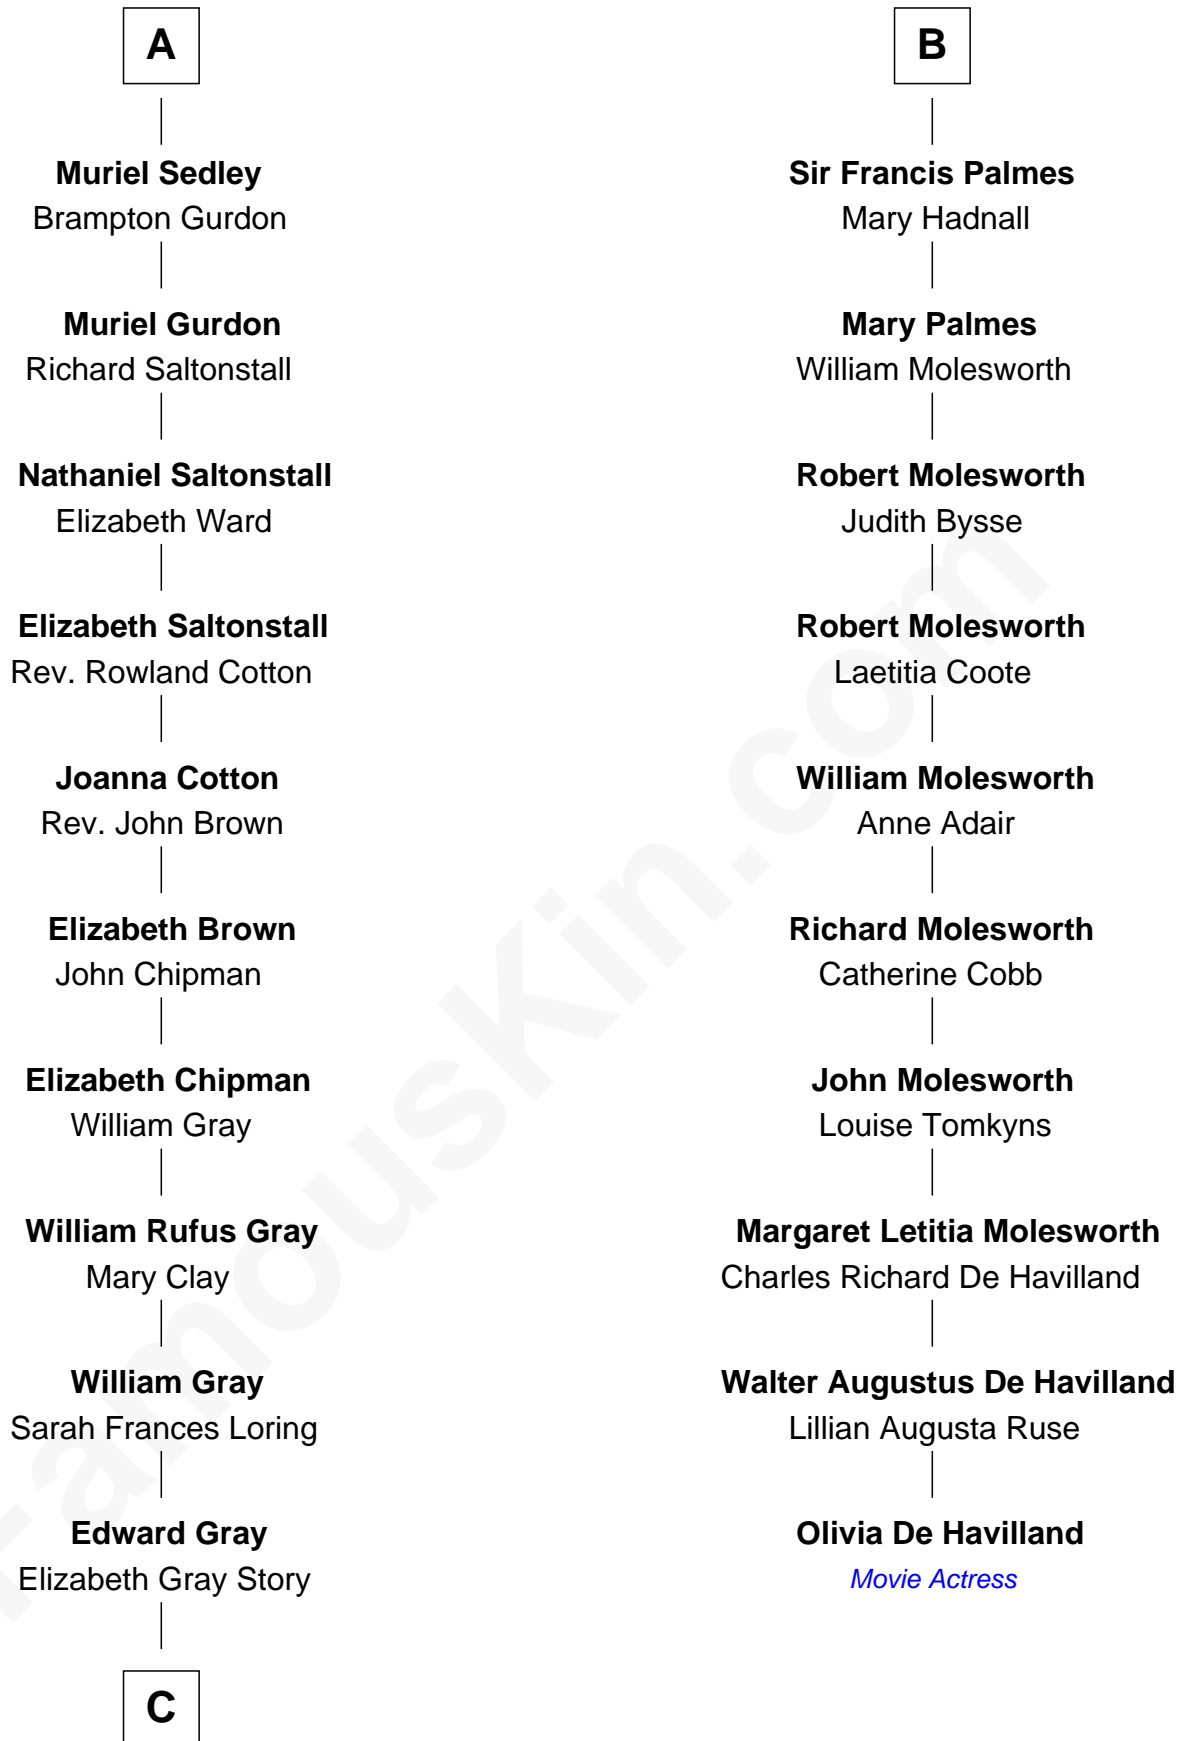 A
Muriel Sedley
Brampton Gurdon
Muriel Gurdon
Richard Saltonstall
Nathaniel Saltonstall
Elizabeth Ward
Elizabeth Saltonstall
Rev. Rowland Cotton
Joanna Cotton
Rev. John Brown
Elizabeth Brown
John Chipman
Elizabeth Chipman
William Gray
William Rufus Gray
Mary Clay
William Gray
Sarah Frances Loring
Edward Gray
Elizabeth Gray Story
C
B
Sir Francis Palmes
Mary Hadnall
Mary Palmes
William Molesworth
Robert Molesworth
Judith Bysse
Robert Molesworth
Laetitia Coote
William Molesworth
Anne Adair
Richard Molesworth
Catherine Cobb
John Molesworth
Louise Tomkyns
Margaret Letitia Molesworth
Charles Richard De Havilland
Walter Augustus De Havilland
Lillian Augusta Ruse
Olivia De Havilland
Movie Actress
FamousKin.com